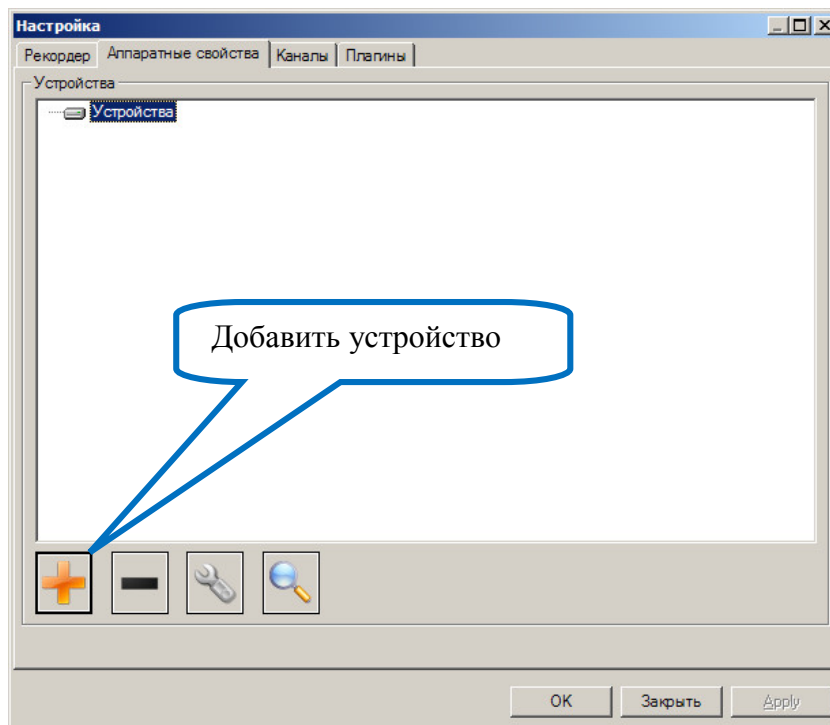 Настройка
Рекордер Аппаратные свойства Каналы Плагины
Устройства
Устройства
Добавить устройство
OK Закрыть Apply